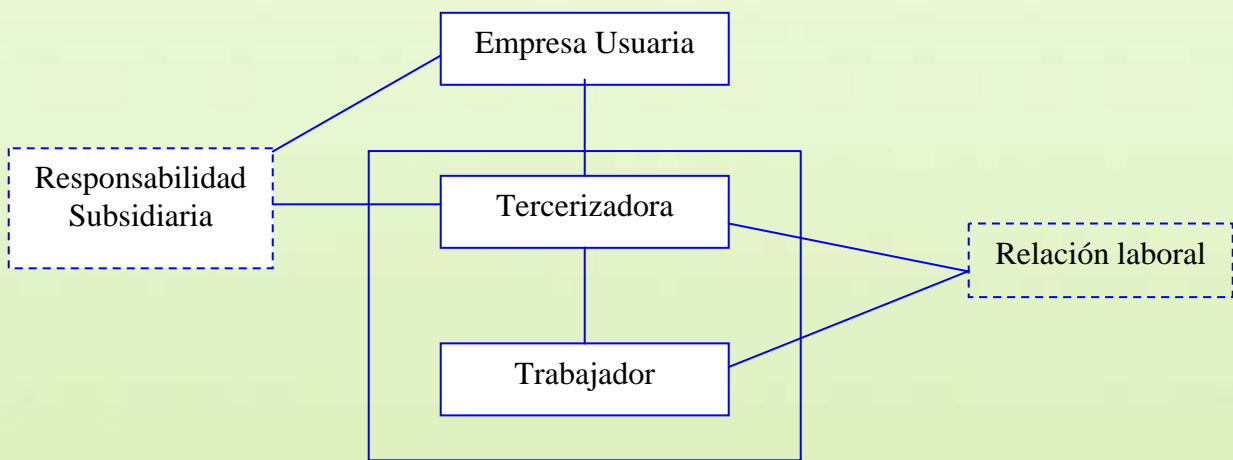 Empresa Usuaria
Responsabilidad
Subsidiaria
Tercerizadora
Relación laboral
Trabajador